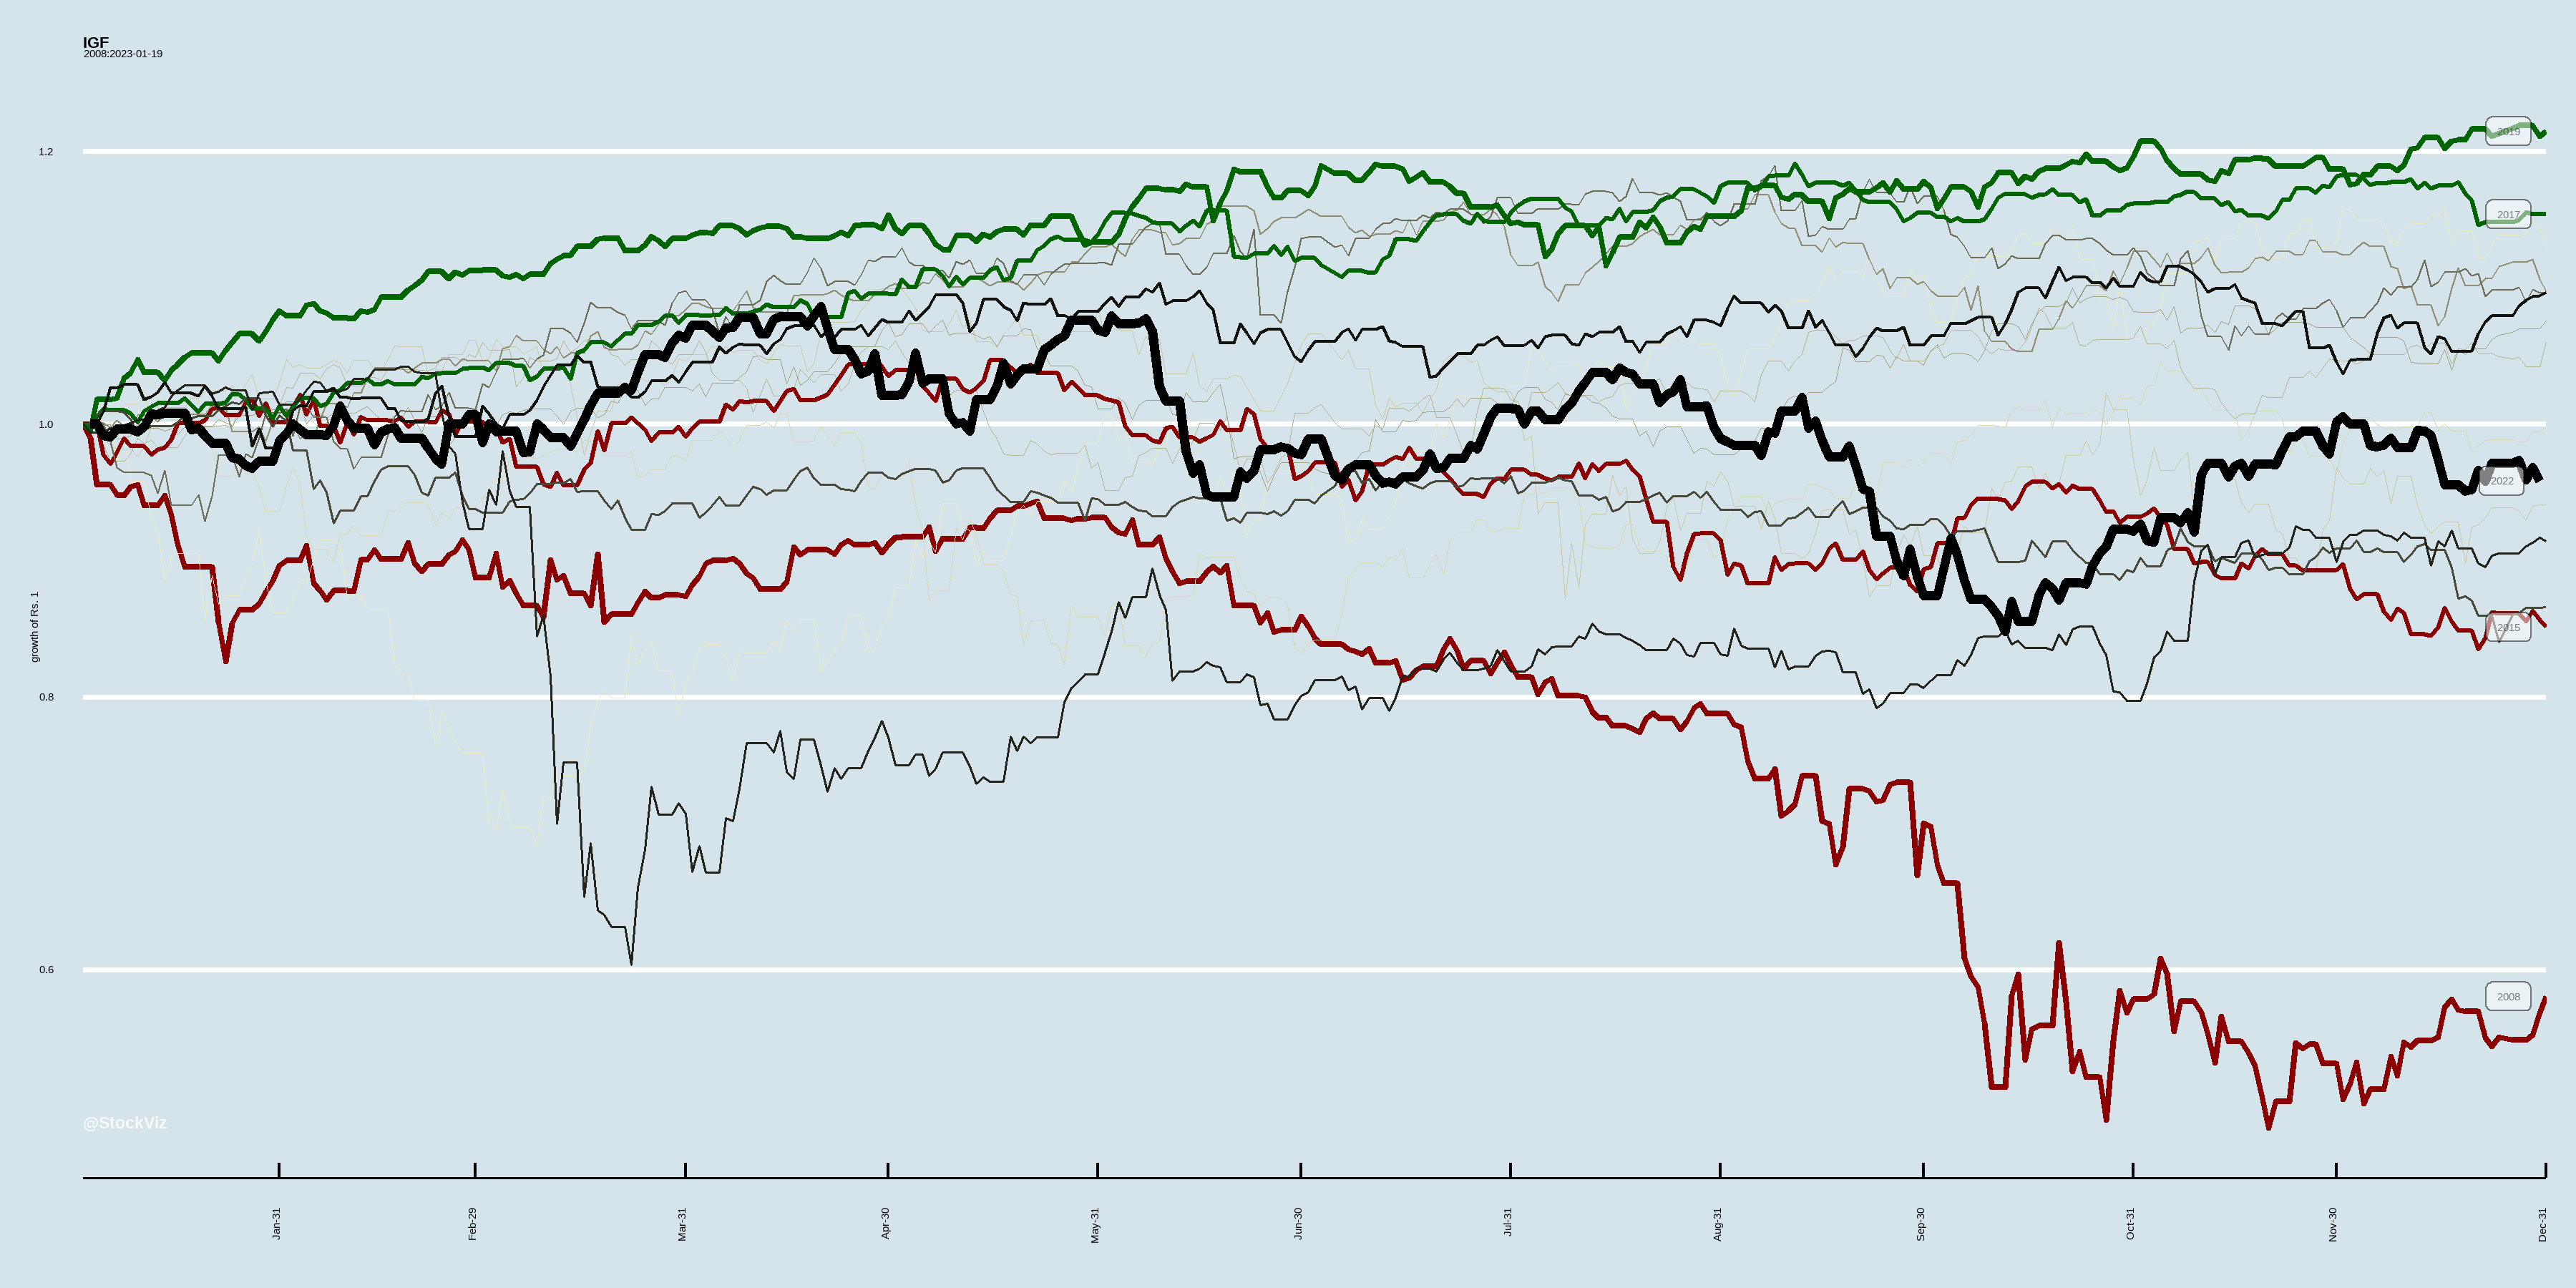 IGF
2008:2023-01-19
1.2
1.0
0.8
0.6
growth of Rs. 1
2019
2017
2022
2015
2008
@StockViz
Jan-31
Feb-29
Mar-31
Apr-30
May-31
Jun-30
Jul-31
Aug-31
Sep-30
Oct-31
Nov-30
Dec-31